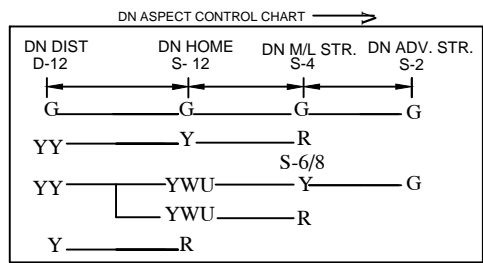 DN ASPECT CONTROL CHART
DN DIST DN HOME DN M/L STR. DN ADV. STR.
D-12 S- 12 S-4 S-2
G G G G
YY Y R
S-6/8
YY YWU Y G
YWU R
Y R